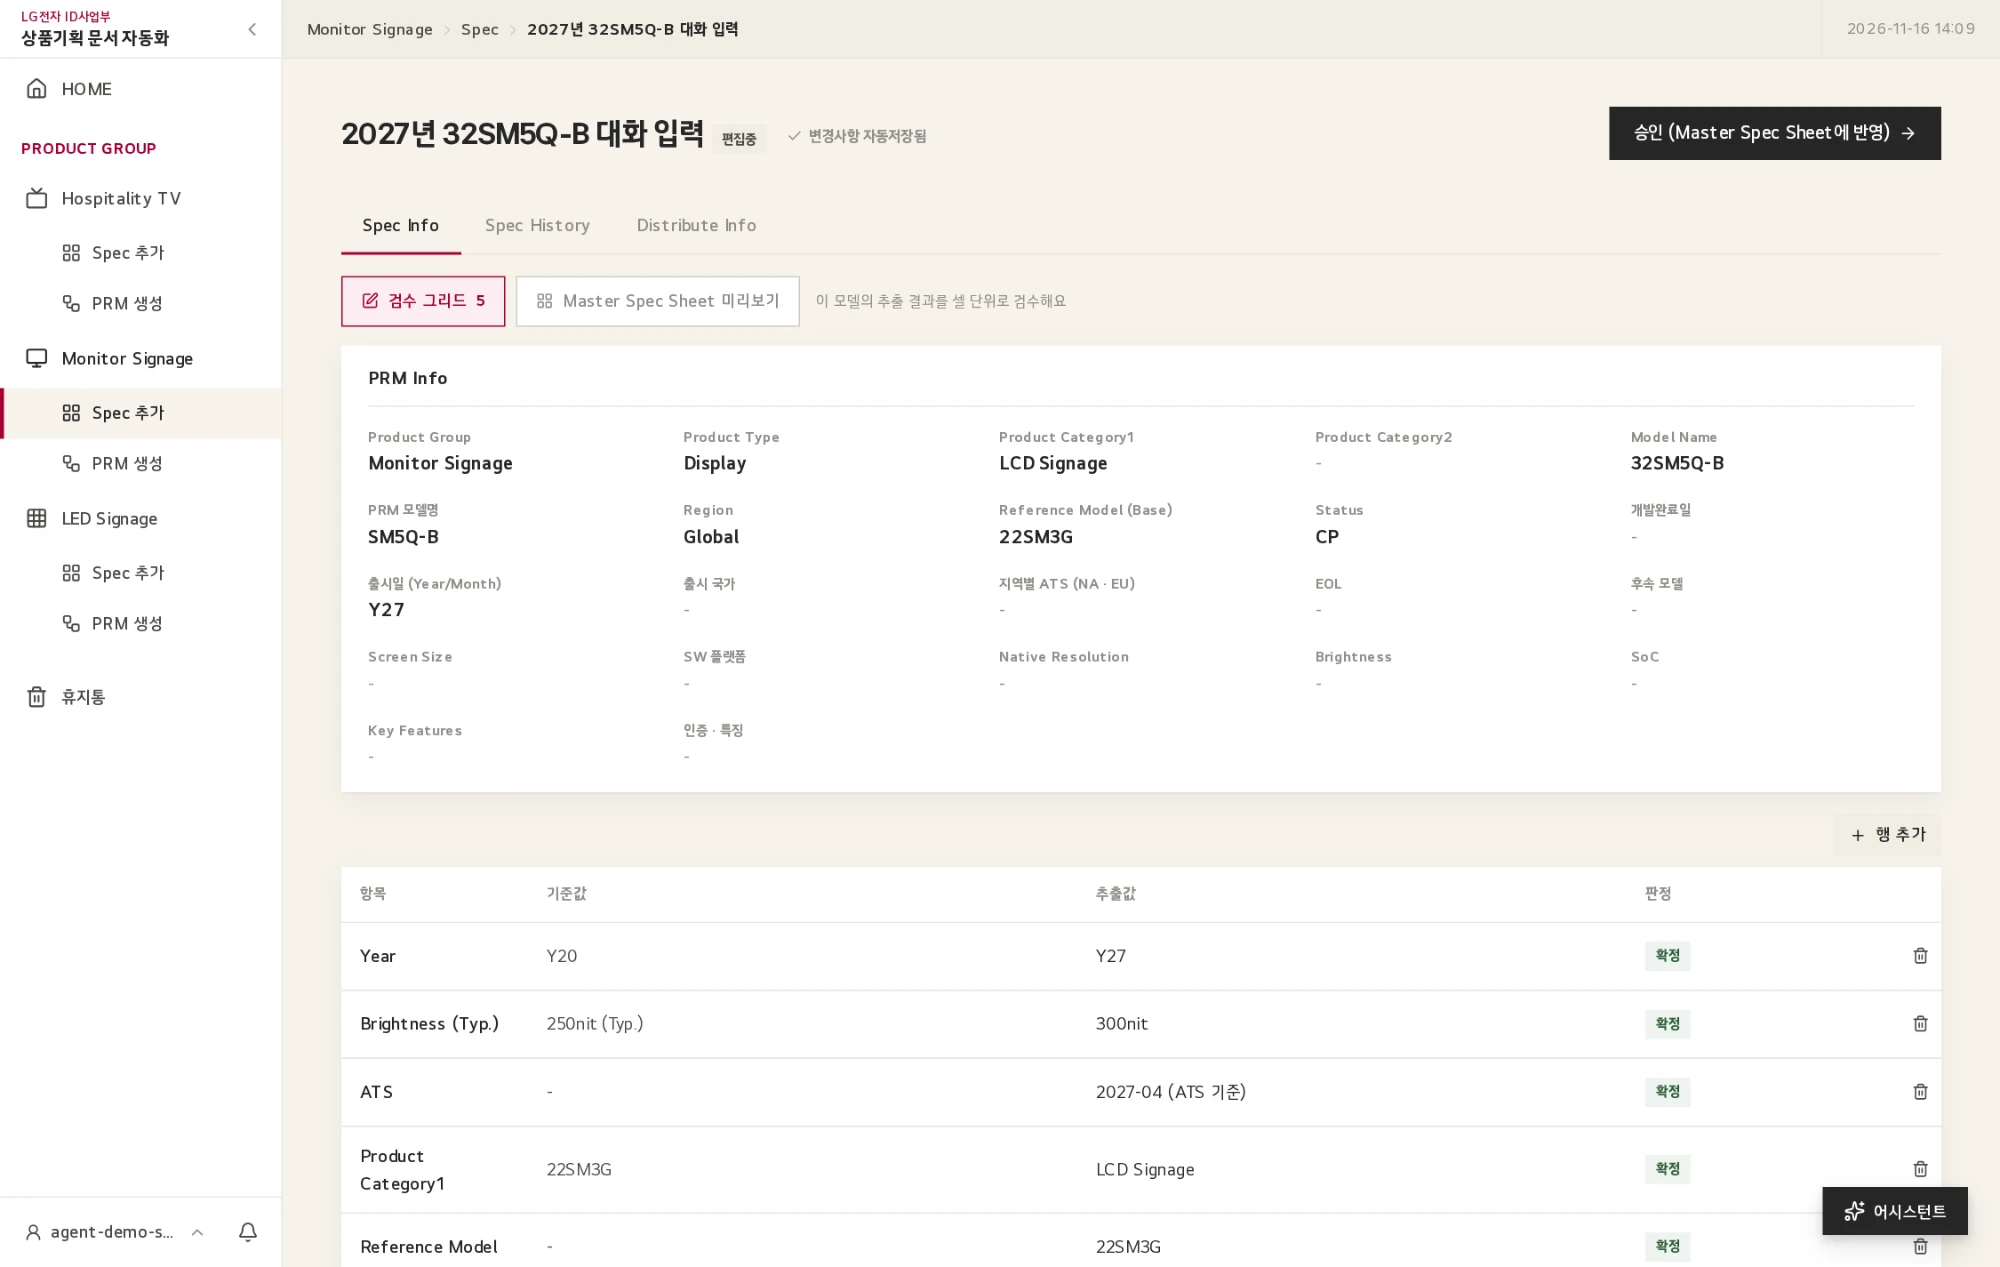 LG전자 ID사업부
상품기획 문서 자동화
HOME
PRODUCT GROUP
Hospitality TV
Spec 추가
PRM 생성
Monitor Signage
Spec 추가
PRM 생성
LED Signage
Spec 추가
PRM 생성
휴지통
agent-demo-s...
Monitor Signage > Spec > 2027년 32SM5Q-B 대화 입력
2026-11-16 14:09
2027년 32SM5Q-B 대화 입력 편집중 변경사항 자동저장됨
승인 (Master Spec Sheet에 반영) →
Spec Info Spec History Distribute Info
검수 그리드 5 Master Spec Sheet 미리보기 이 모델의 추출 결과를 셀 단위로 검수해요
PRM Info
Product Group Product Type Product Category1 Product Category2 Model Name
Monitor Signage Display LCD Signage - 32SM5Q-B
PRM 모델명 Region Reference Model (Base) Status 개발완료일
SM5Q-B Global 22SM3G CP -
출시일 (Year/Month) 출시 국가 지역별 ATS (NA · EU) EOL 후속 모델
Y27 - - - -
Screen Size SW 플랫폼 Native Resolution Brightness SoC
- - - - -
Key Features 인증 · 특징
- -
+ 행 추가
항목 기준값 추출값 판정
Year Y20 Y27 확정
Brightness (Typ.) 250nit (Typ.) 300nit 확정
ATS - 2027-04 (ATS 기준) 확정
Product Category1 22SM3G LCD Signage 확정
어시스턴트
Reference Model - 22SM3G 확정